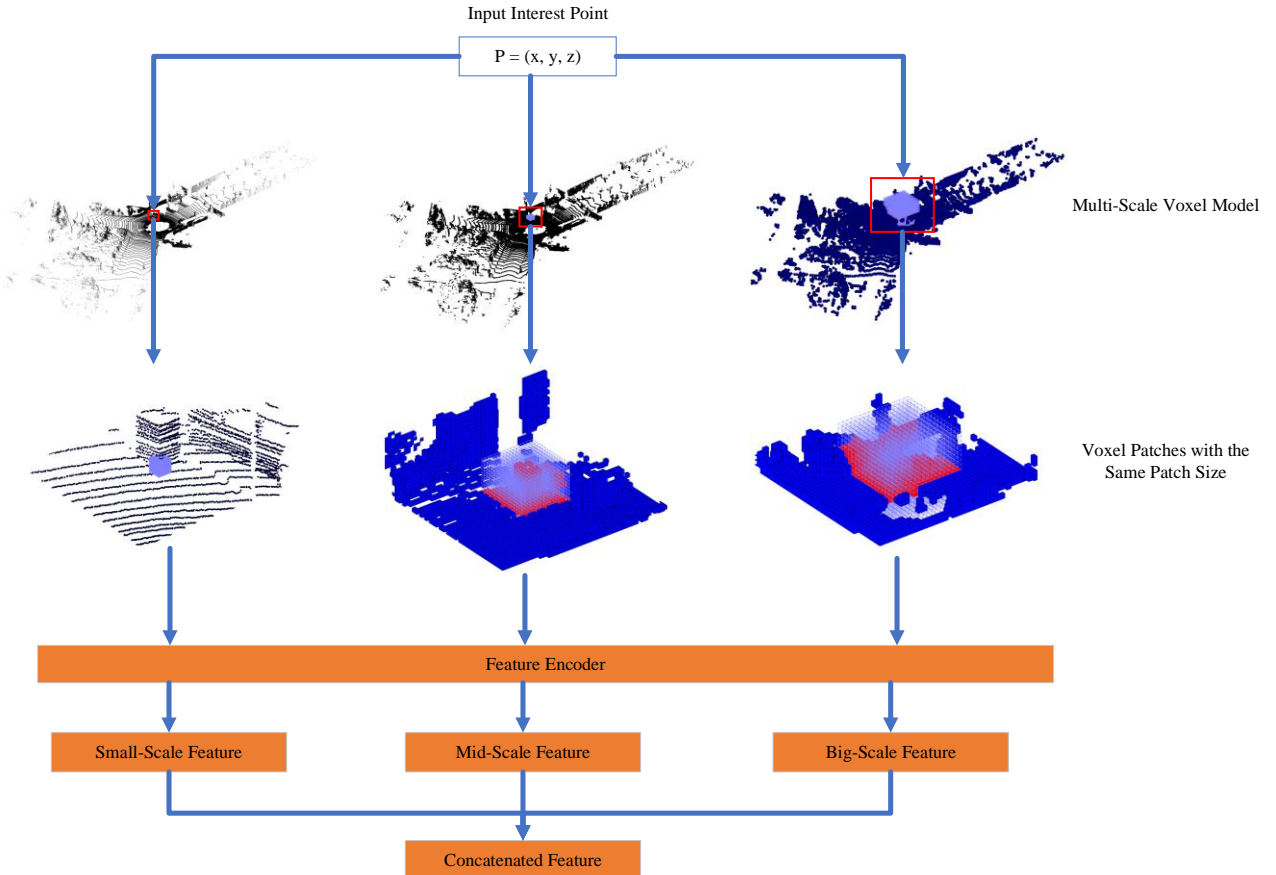 Input Interest Point
P = (x, y, z)
Multi-Scale Voxel Model
Voxel Patches with the
Same Patch Size
Feature Encoder
Small-Scale Feature
Mid-Scale Feature
Big-Scale Feature
Concatenated Feature